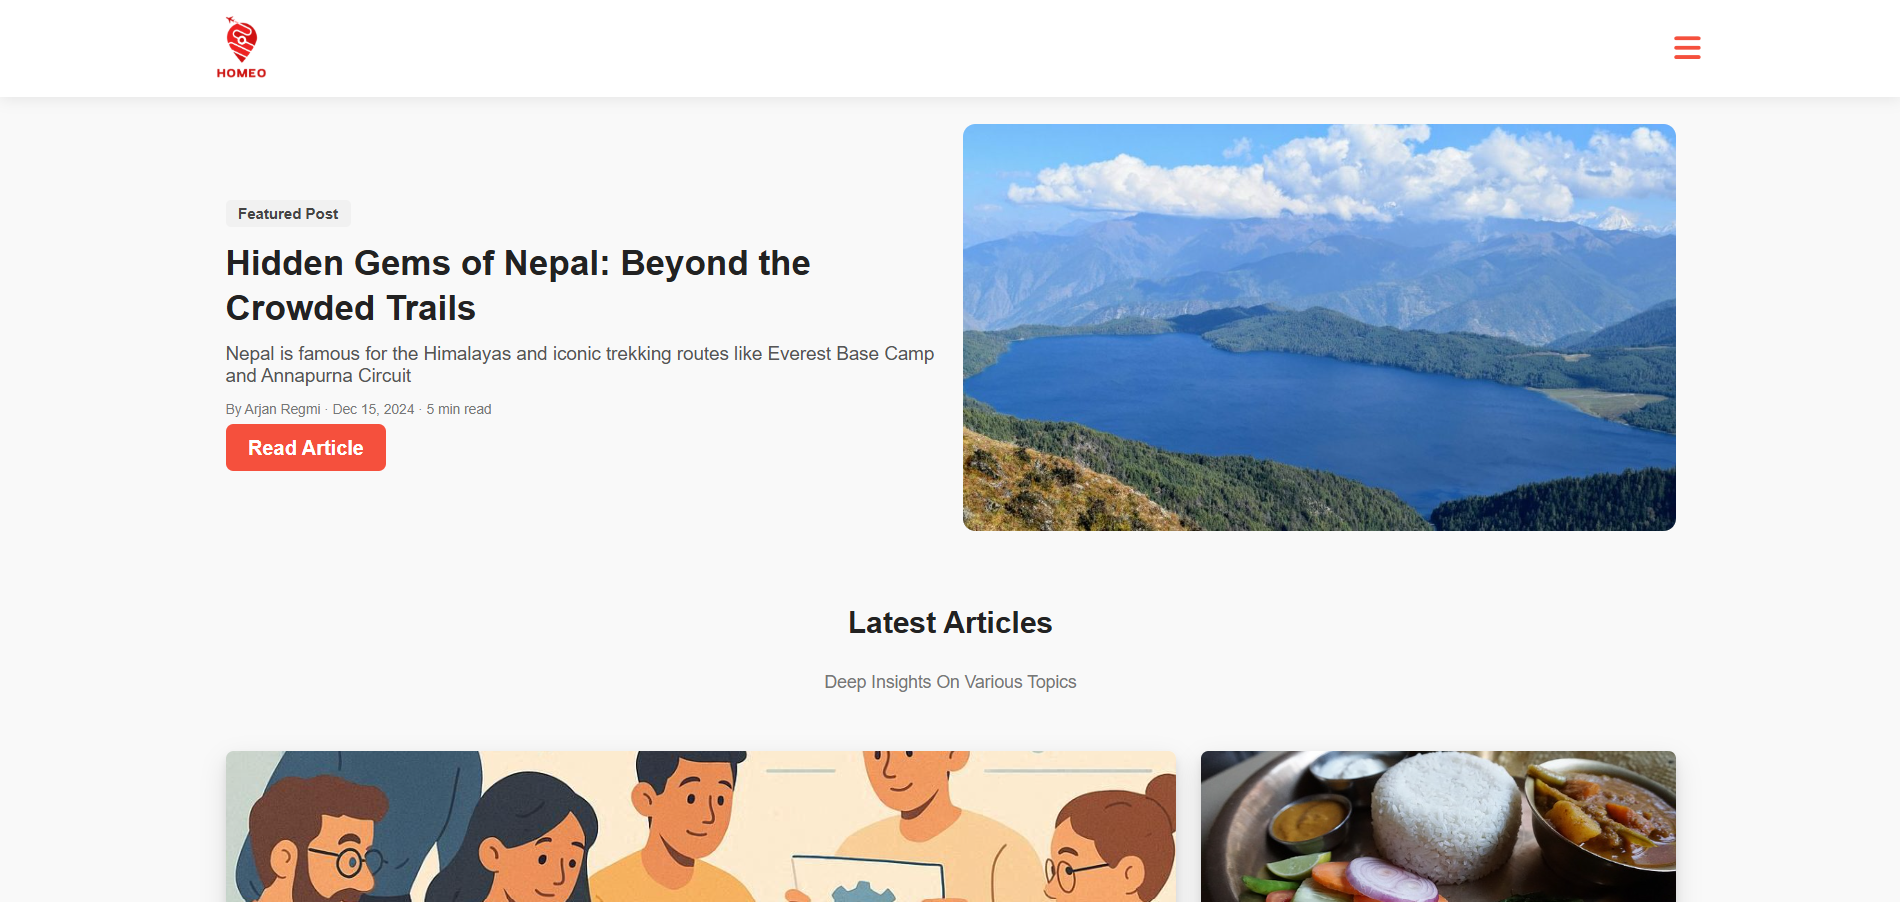 HOMEO
Featured Post
Hidden Gems of Nepal: Beyond the
Crowded Trails
Nepal is famous for the Himalayas and iconic trekking routes like Everest Base Camp
and Annapurna Circuit
By Arjan Regmi · Dec 15, 2024 · 5 min read
Read Article
Latest Articles
Deep Insights On Various Topics